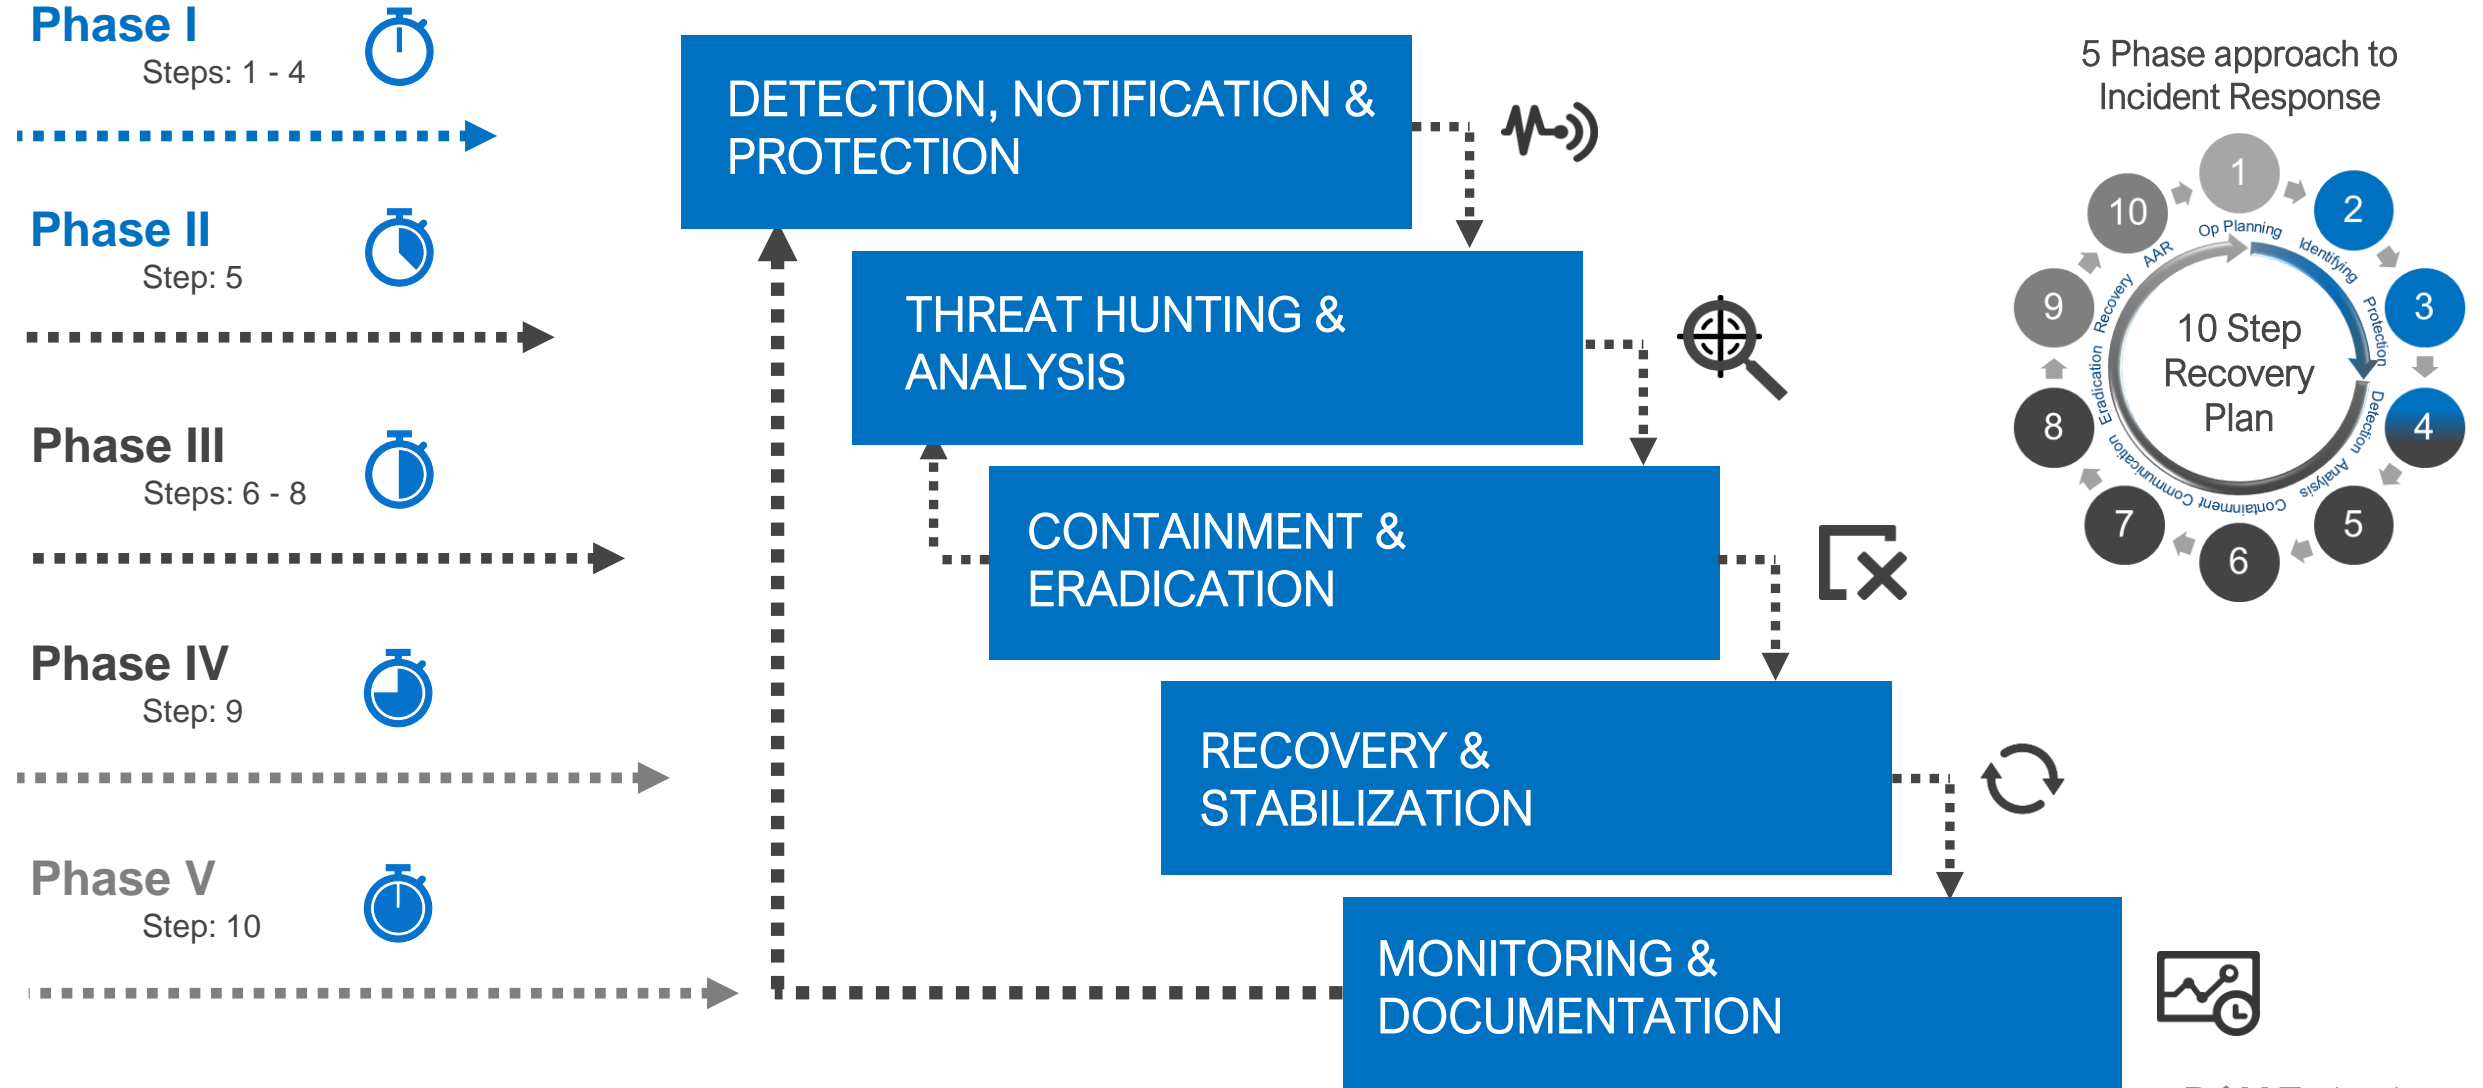 Phase I
Steps: 1 - 4
Phase II
Step: 5
Phase III
Steps: 6 - 8
Phase IV
Step: 9
Phase V
Step: 10
DETECTION, NOTIFICATION &
PROTECTION
THREAT HUNTING &
ANALYSIS
CONTAINMENT &
ERADICATION
RECOVERY &
STABILIZATION
MONITORING &
DOCUMENTATION
5 Phase approach to
Incident Response
1
2
3
4
5
6
7
8
9
10
Op Planning
Identifying
Protection
Detection
Analysis
Containment
Communication
Eradication
Recovery
AAR
10 Step
Recovery
Plan